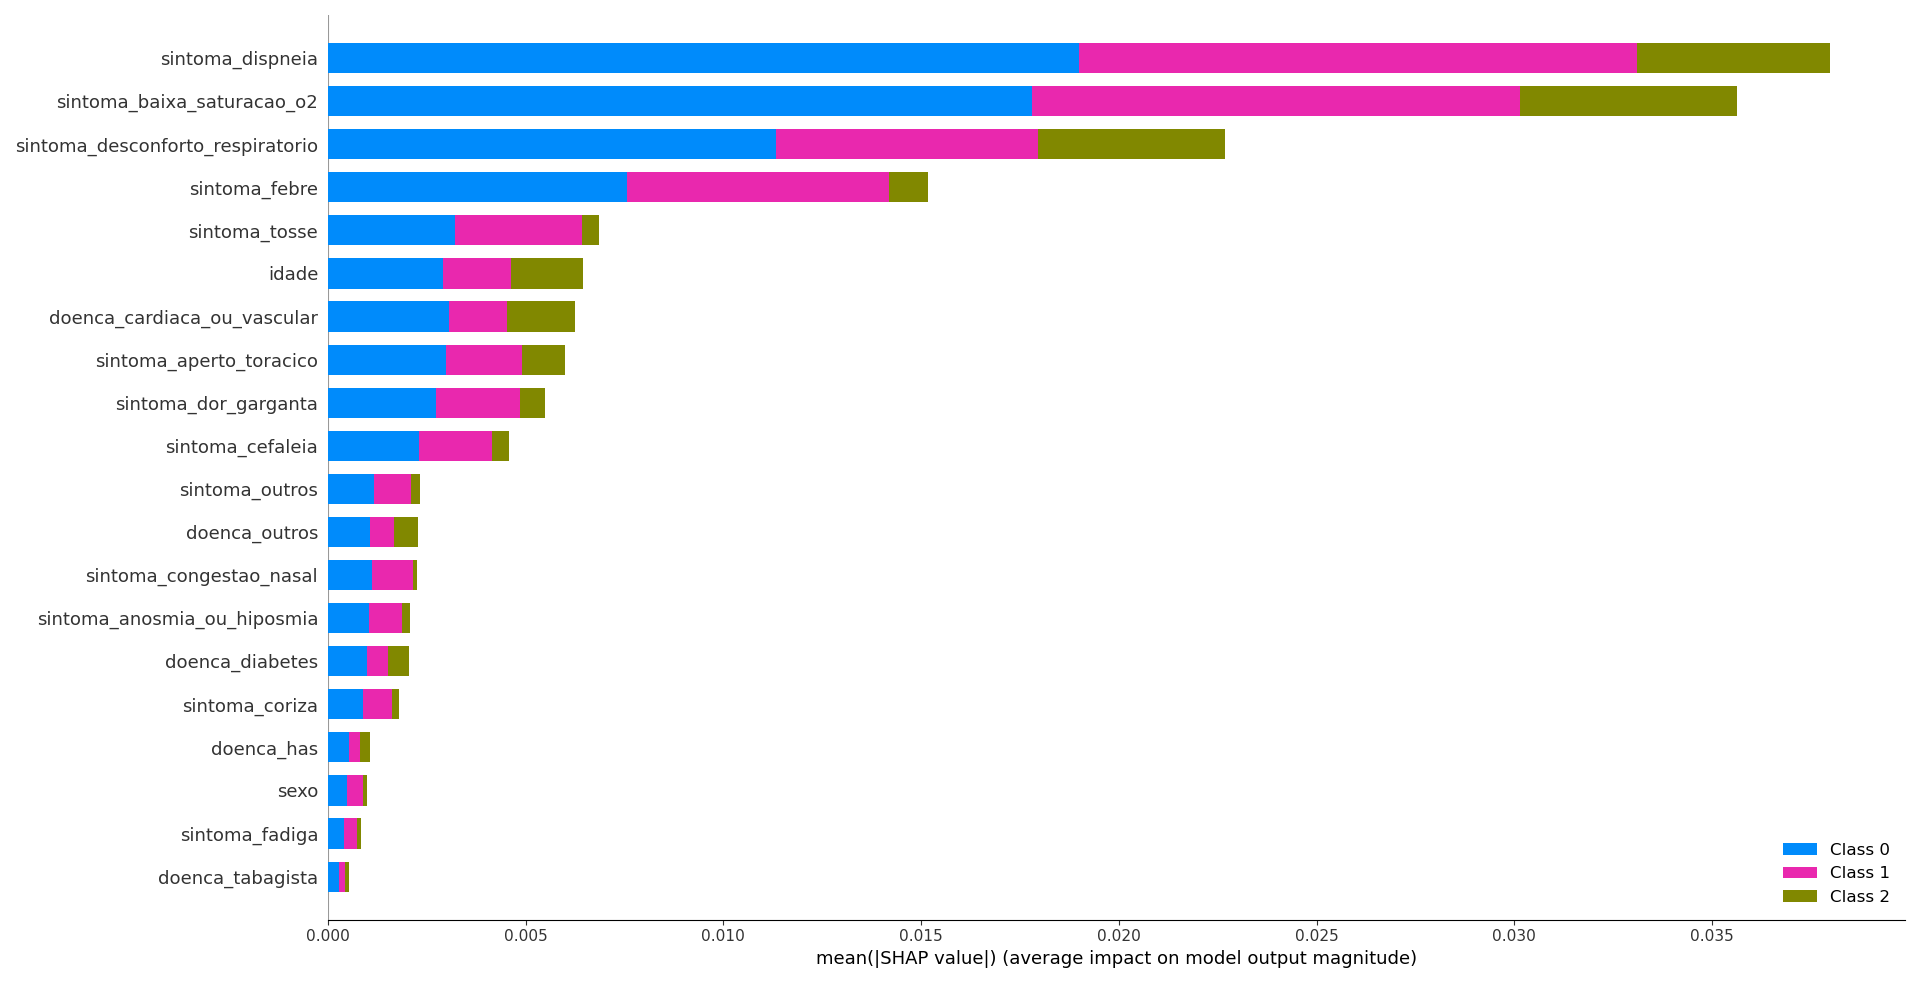 sintoma_dispneia
sintoma_baixa_saturacao_o2
sintoma_desconforto_respiratorio
sintoma_febre
sintoma_tosse
idade
doenca_cardiaca_ou_vascular
sintoma_aperto_toracico
sintoma_dor_garganta
sintoma_cefaleia
sintoma_outros
doenca_outros
sintoma_congestao_nasal
sintoma_anosmia_ou_hiposmia
doenca_diabetes
sintoma_coriza
doenca_has
sexo
sintoma_fadiga
doenca_tabagista
Class 0
Class 1
Class 2
0.000 0.005 0.010 0.015 0.020 0.025 0.030 0.035
mean(|SHAP value|) (average impact on model output magnitude)